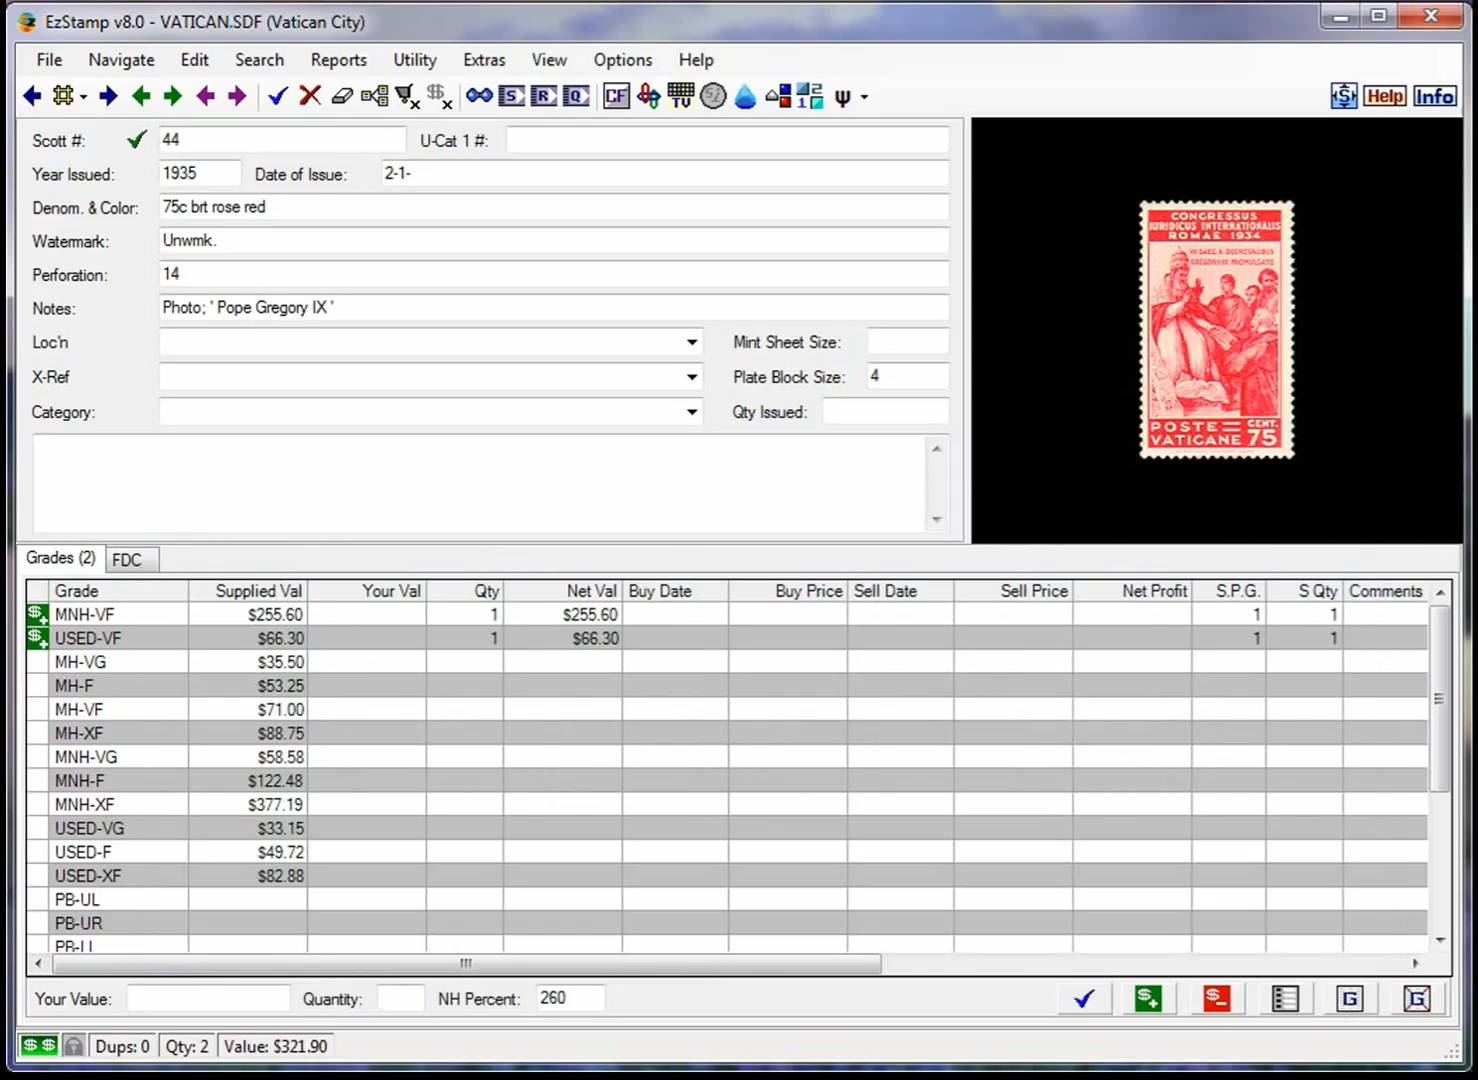 EzStamp v8.0 - VATICAN.SDF (Vatican City)
File Navigate Edit Search Reports Utility Extras View Options Help
S R Q CF TV $ Help Info
Scott #: 44 U-Cat 1 #:
Year Issued: 1935 Date of Issue: 2-1-
Denom. & Color: 75c brt rose red
Watermark: Unwmk.
Perforation: 14
Notes: Photo; ' Pope Gregory IX '
Loc'n Mint Sheet Size:
X-Ref Plate Block Size: 4
Category: Qty Issued:
CONGRESSUS
IURIDICUS INTERNATIONALIS
ROMAE - 1934
GREGORIO IX PROMULGATIS
POSTE CENT.
VATICANE 75
Grades (2) FDC
Grade Supplied Val Your Val Qty Net Val Buy Date Buy Price Sell Date Sell Price Net Profit S.P.G. S Qty Comments
$+ MNH-VF $255.60 1 $255.60 1 1
$+ USED-VF $66.30 1 $66.30 1 1
MH-VG $35.50
MH-F $53.25
MH-VF $71.00
MH-XF $88.75
MNH-VG $58.58
MNH-F $122.48
MNH-XF $377.19
USED-VG $33.15
USED-F $49.72
USED-XF $82.88
PB-UL
PB-UR
PB-LL
Your Value: Quantity: NH Percent: 260 $+ $- G G
$ $ Dups: 0 Qty: 2 Value: $321.90